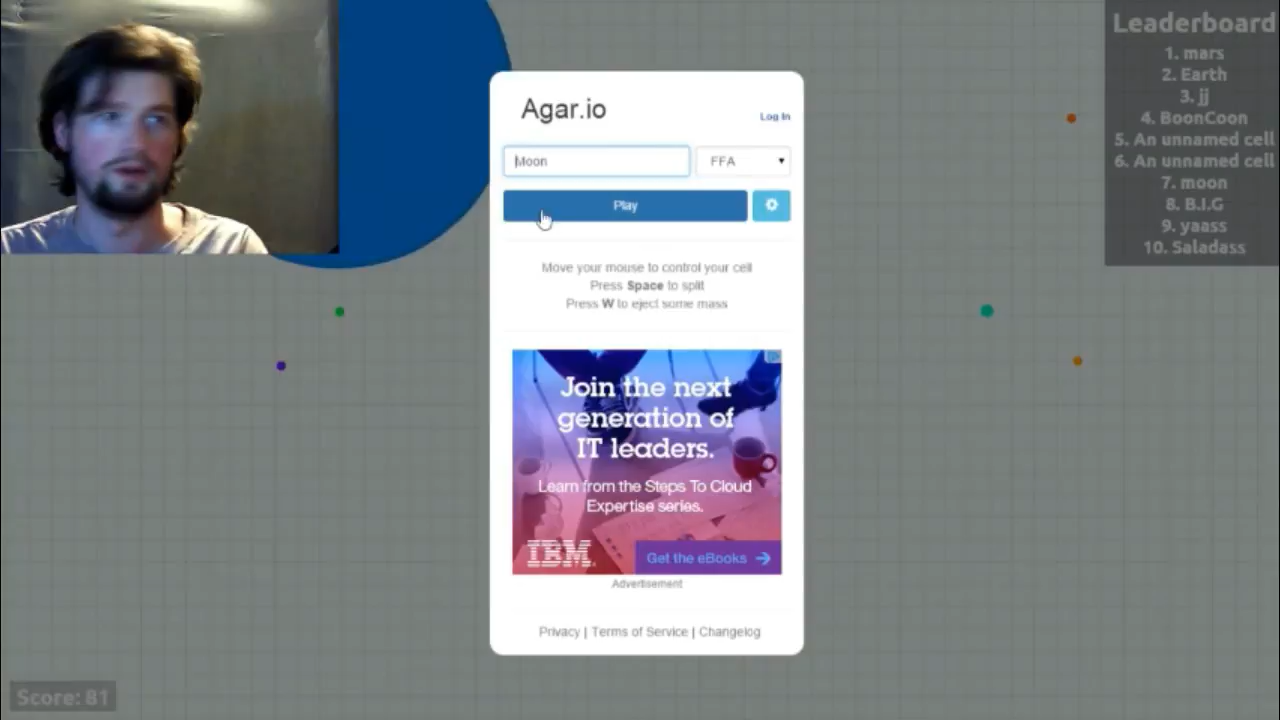 Leaderboard
1. mars
2. Earth
3. jj
4. BoonCoon
5. An unnamed cell
6. An unnamed cell
7. moon
8. B.I.G
9. yaass
10. Saladass
Agar.io
Log In
Moon
FFA
Play
Move your mouse to control your cell
Press Space to split
Press W to eject some mass
Join the next
generation of
IT leaders.
Learn from the Steps To Cloud
Expertise series.
IBM
Get the eBooks
Advertisement
Privacy | Terms of Service | Changelog
Score: 81